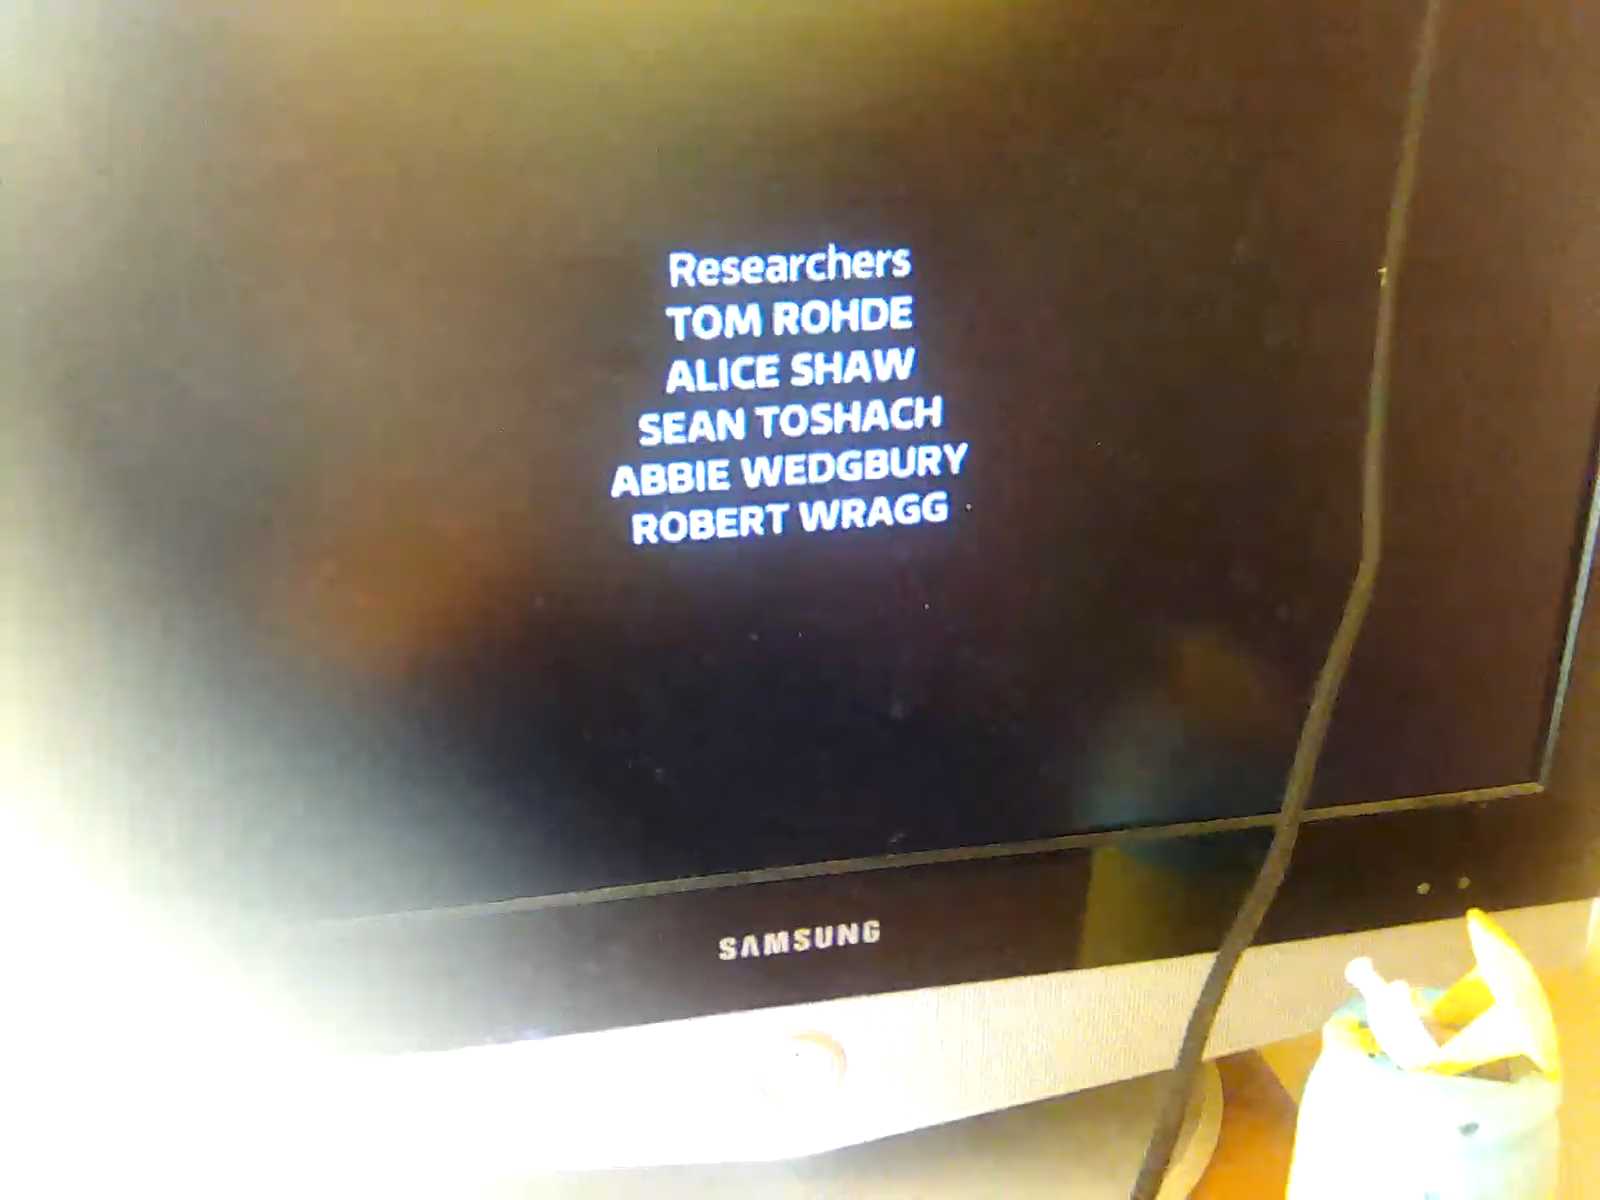 Researchers
TOM ROHDE
ALICE SHAW
SEAN TOSHACH
ABBIE WEDGBURY
ROBERT WRAGG
SAMSUNG